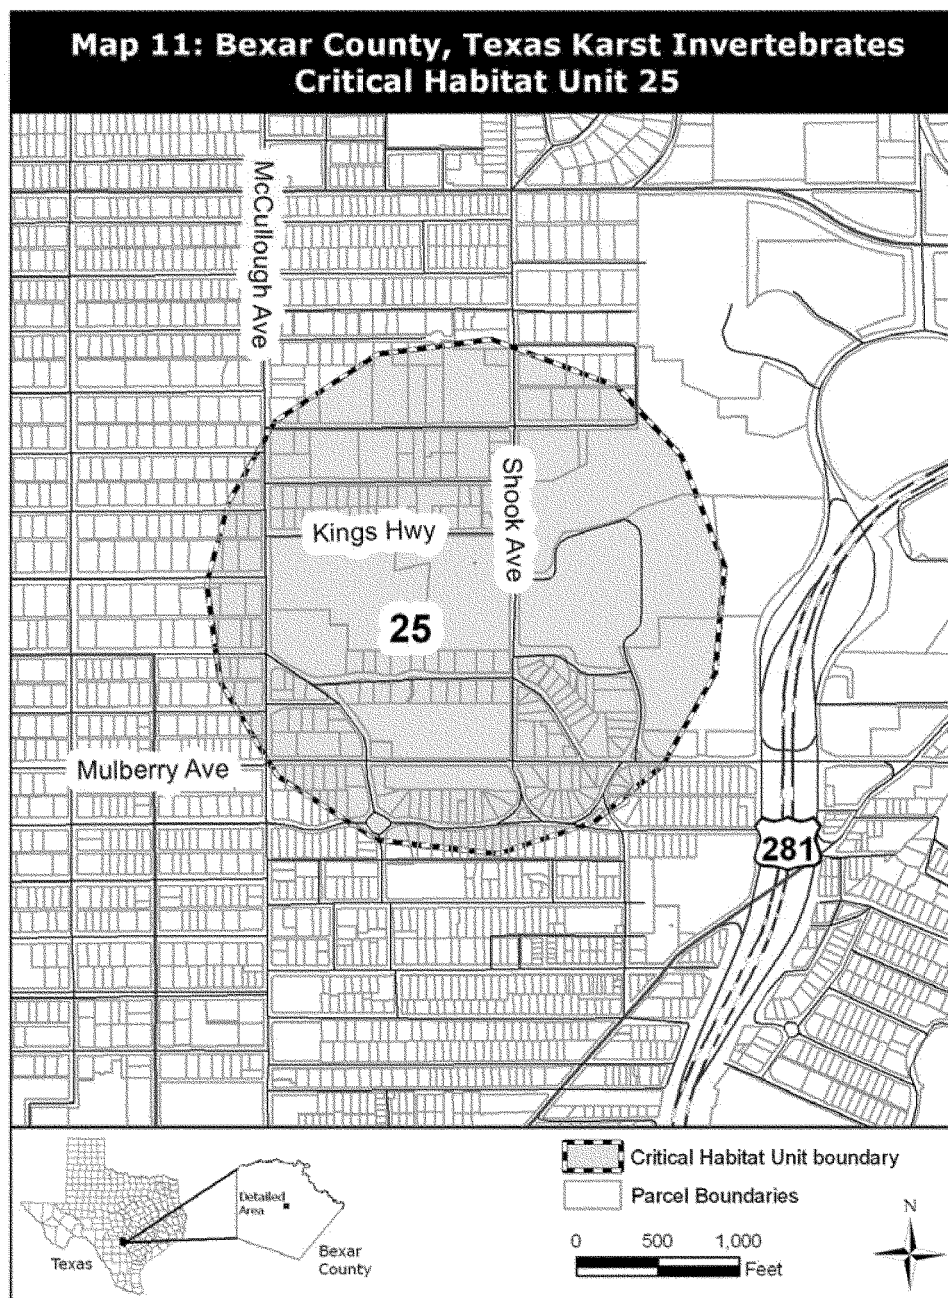 Map 11: Bexar County, Texas Karst Invertebrates
Critical Habitat Unit 25
McCullough Ave
Shook Ave
Kings Hwy
25
Mulberry Ave
281
Texas
Detailed
Area
Bexar
County
Critical Habitat Unit boundary
Parcel Boundaries
0 500 1,000
Feet
N